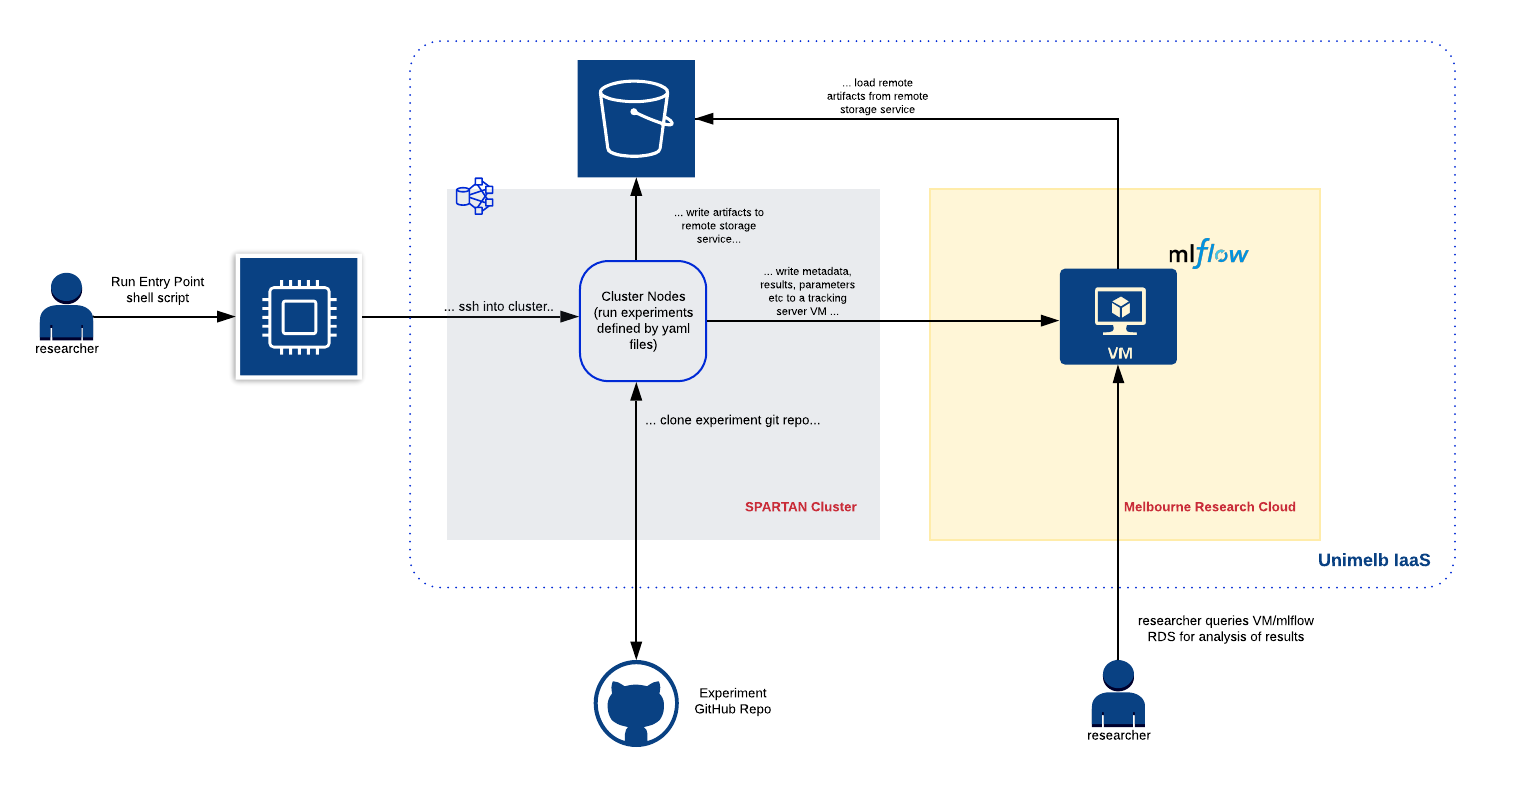 ... load remote
artifacts from remote
storage service
... write artifacts to
remote storage
service...
mlflow
Run Entry Point
shell script
researcher
... ssh into cluster..
Cluster Nodes
(run experiments
defined by yaml
files)
... write metadata,
results, parameters
etc to a tracking
server VM ...
VM
... clone experiment git repo...
SPARTAN Cluster
Melbourne Research Cloud
Unimelb IaaS
researcher queries VM/mlflow
RDS for analysis of results
Experiment
GitHub Repo
researcher